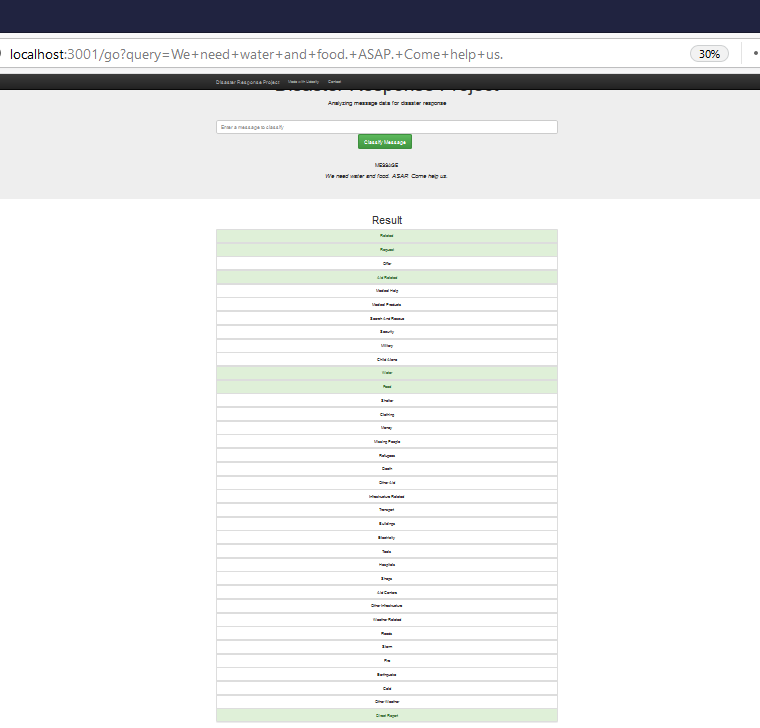 localhost:3001/go?query=We+need+water+and+food.+ASAP.+Come+help+us.
30%
Disaster Response Project Made with Udacity Contact
Disaster Response Project
Analyzing message data for disaster response
Enter a message to classify
Classify Message
MESSAGE
We need water and food. ASAP. Come help us.
Result
Related
Request
Offer
Aid Related
Medical Help
Medical Products
Search And Rescue
Security
Military
Child Alone
Water
Food
Shelter
Clothing
Money
Missing People
Refugees
Death
Other Aid
Infrastructure Related
Transport
Buildings
Electricity
Tools
Hospitals
Shops
Aid Centers
Other Infrastructure
Weather Related
Floods
Storm
Fire
Earthquake
Cold
Other Weather
Direct Report